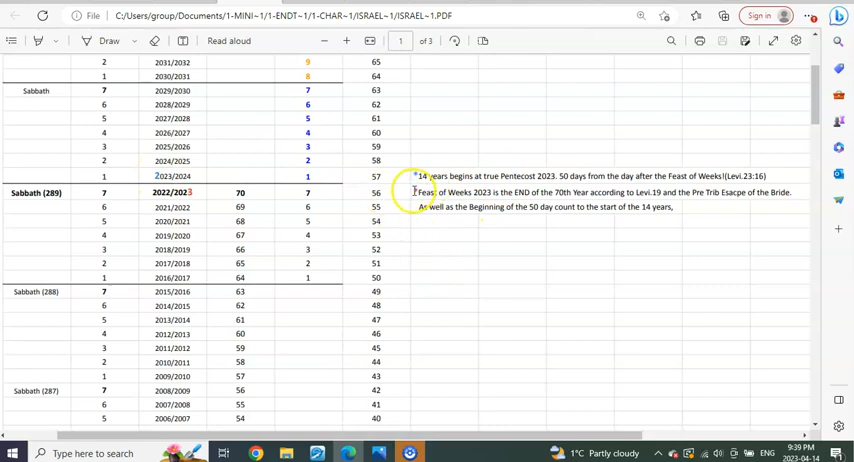 File C:/Users/group/Documents/1-MINI~1/1-ENDT~1/1-CHAR~1/ISRAEL~1/ISRAEL~1.PDF
Sign in
Draw
Read aloud
1 of 3
2 2031/2032 9 65
1 2030/2031 8 64
Sabbath 7 2029/2030 7 63
6 2028/2029 6 62
5 2027/2028 5 61
4 2026/2027 4 60
3 2025/2026 3 59
2 2024/2025 2 58
1 2023/2024 1 57 *14 years begins at true Pentecost 2023. 50 days from the day after the Feast of Weeks!(Levi.23:16)
Sabbath (289) 7 2022/2023 70 7 56 Feast of Weeks 2023 is the END of the 70th Year according to Levi.19 and the Pre Trib Esacpe of the Bride.
6 2021/2022 69 6 55 As well as the Beginning of the 50 day count to the start of the 14 years,
5 2020/2021 68 5 54
4 2019/2020 67 4 53
3 2018/2019 66 3 52
2 2017/2018 65 2 51
1 2016/2017 64 1 50
Sabbath (288) 7 2015/2016 63 49
6 2014/2015 62 48
5 2013/2014 61 47
4 2012/2013 60 46
3 2011/2012 59 45
2 2010/2011 58 44
1 2009/2010 57 43
Sabbath (287) 7 2008/2009 56 42
6 2007/2008 55 41
5 2006/2007 54 40
Type here to search
1°C Partly cloudy
ENG
9:39 PM
2023-04-14